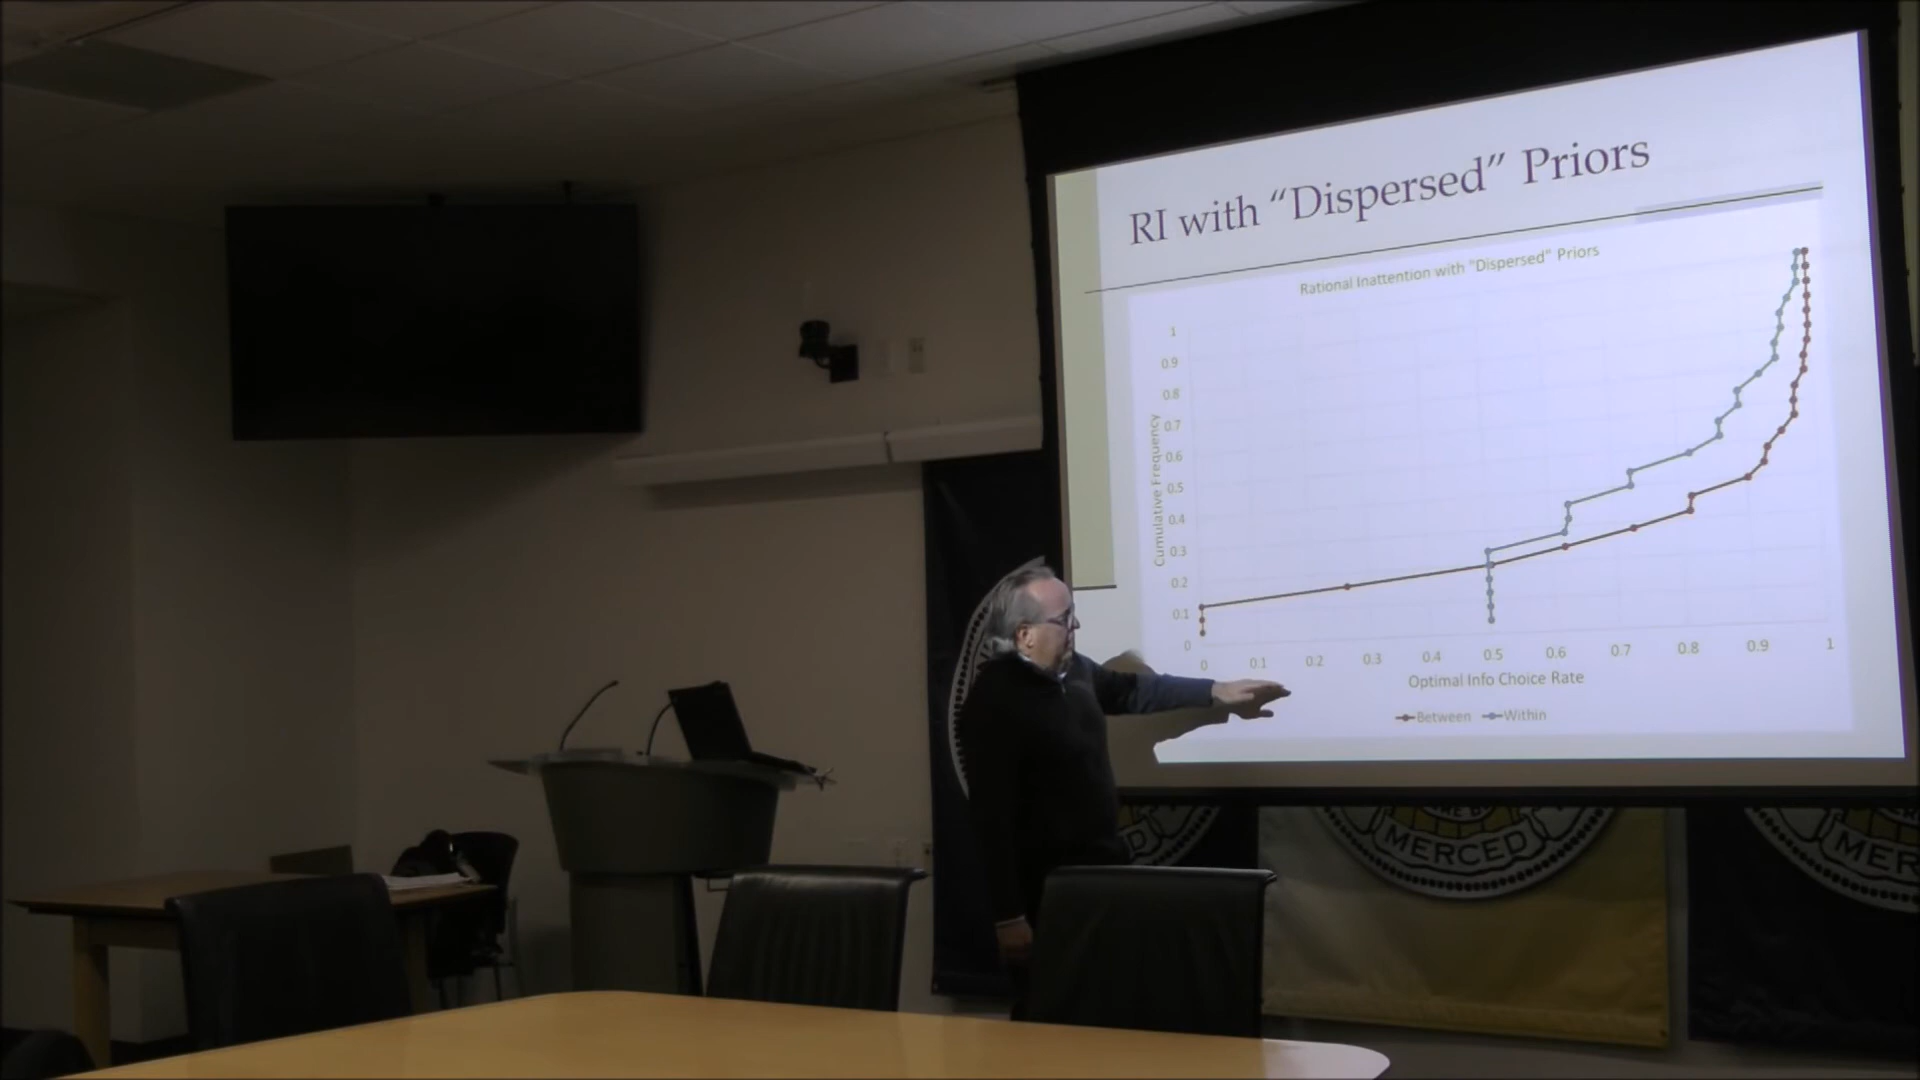 RI with “Dispersed” Priors
Rational Inattention with "Dispersed" Priors
1
0.9
0.8
0.7
0.6
0.5
0.4
0.3
0.2
0.1
0
Cumulative Frequency
0 0.1 0.2 0.3 0.4 0.5 0.6 0.7 0.8 0.9 1
Optimal Info Choice Rate
Between Within
MERCED
MER